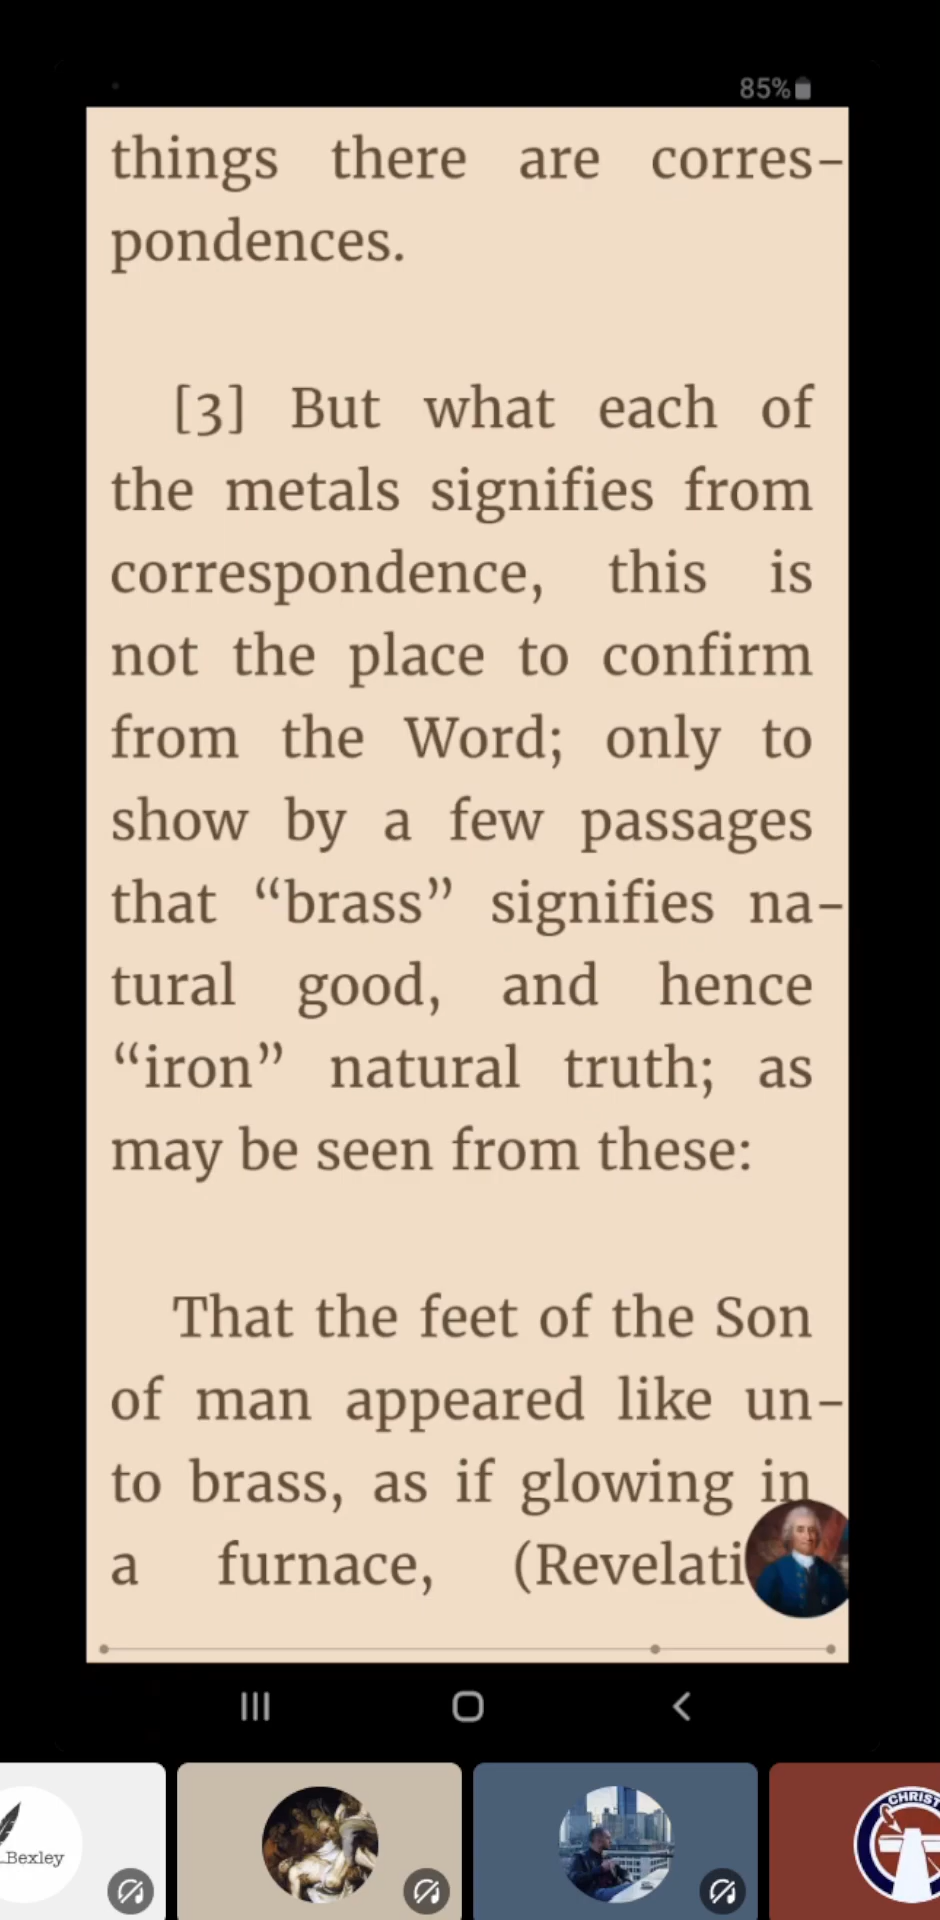 85%
things there are corres-
pondences.
[3] But what each of
the metals signifies from
correspondence, this is
not the place to confirm
from the Word; only to
show by a few passages
that “brass” signifies na-
tural good, and hence
“iron” natural truth; as
may be seen from these:
That the feet of the Son
of man appeared like un-
to brass, as if glowing in
a furnace, (Revelati
Bexley
CHRIST